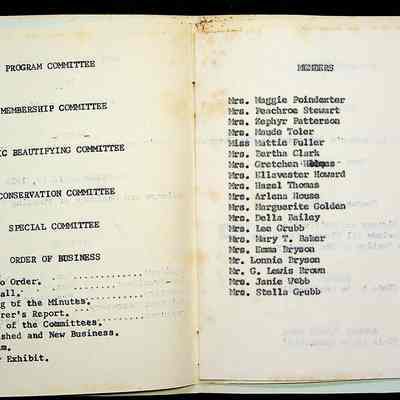 PROGRAM COMMITTEE
MEMBERSHIP COMMITTEE
IC BEAUTIFYING COMMITTEE
CONSERVATION COMMITTEE
SPECIAL COMMITTEE
ORDER OF BUSINESS
o Order.
all.
g of the Minutes.
rer's Report.
of the Committees.
shed and New Business.
m.
Exhibit.
MEMBERS
Mrs. Maggie Poindexter
Mrs. Peachroe Stewart
Mrs. Zephyr Patterson
Mrs. Maude Toler
Miss Mattie Fuller
Mrs. Bertha Clark
Mrs. Gretchen
Mrs. Ellavester Howard
Mrs. Hazel Thomas
Mrs. Arlena House
Mrs. Marguerite Golden
Mrs. Della Bailey
Mrs. Lee Grubb
Mrs. Mary T. Baker
Mrs. Emma Bryson
Mr. Lonnie Bryson
Mr. G. Lewis Brown
Mrs. Janie Webb
Mrs. Stella Grubb